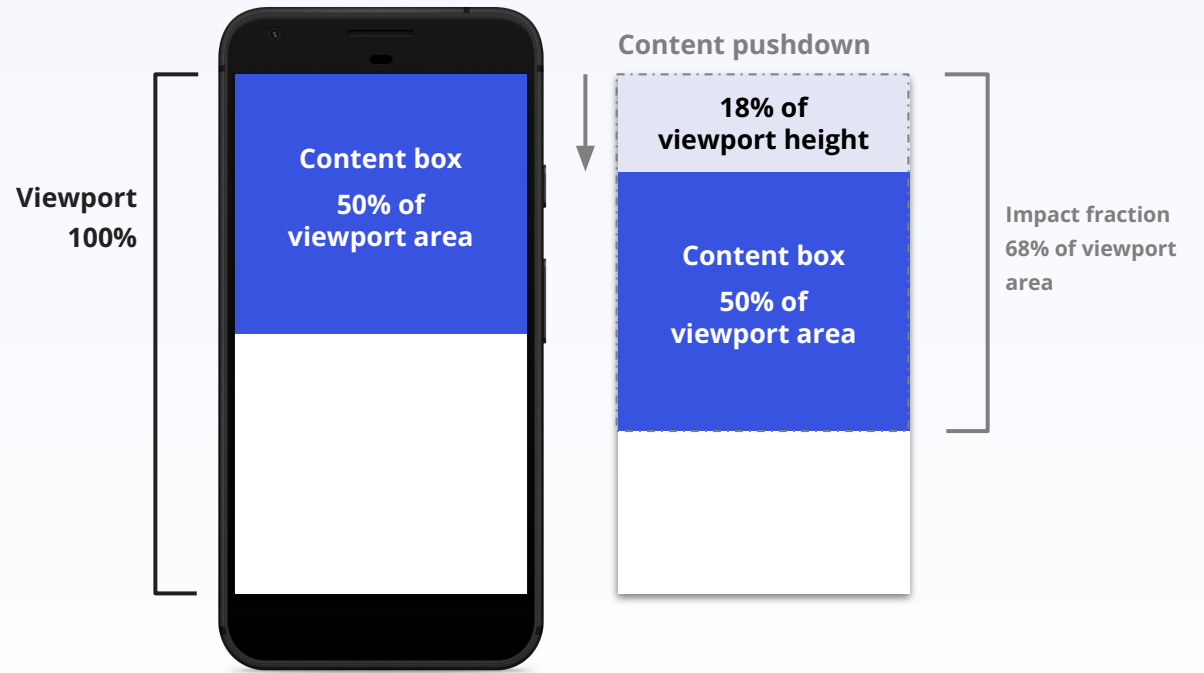 Viewport
100%
Content box
50% of
viewport area
Content pushdown
18% of
viewport height
Content box
50% of
viewport area
Impact fraction
68% of viewport
area